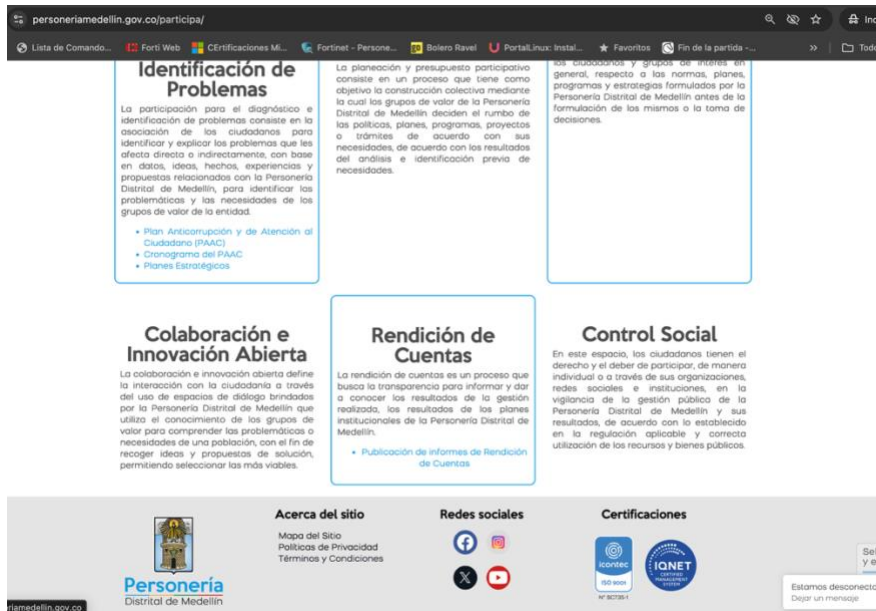 personeriamedellin.gov.co/participa/
Inc
Lista de Comando...
Forti Web
CErtificaciones Mi...
Fortinet - Persone...
Bolero Ravel
PortalLinux: Instal...
Favoritos
Fin de la partida -...
»
Todo
Identificación de
Problemas
La participación para el diagnóstico e
identificación de problemas consiste en la
asociación de los ciudadanos para
identificar y explicar los problemas que les
afecta directa o indirectamente, con base
en datos, ideas, hechos, experiencias y
propuestas relacionados con la Personería
Distrital de Medellín, para identificar las
problemáticas y las necesidades de los
grupos de valor de la entidad.
• Plan Anticorrupción y de Atención al
Ciudadano (PAAC)
• Cronograma del PAAC
• Planes Estratégicos
La planeación y presupuesto participativo
consiste en un proceso que tiene como
objetivo la construcción colectiva mediante
la cual los grupos de valor de la Personería
Distrital de Medellín deciden el rumbo de
las políticas, planes, programas, proyectos
o trámites de acuerdo con sus
necesidades, de acuerdo con los resultados
del análisis e identificación previa de
necesidades.
los ciudadanos y grupos de interés en
general, respecto a las normas, planes,
programas y estrategias formulados por la
Personería Distrital de Medellín antes de la
formulación de los mismos o la toma de
decisiones.
Colaboración e
Innovación Abierta
La colaboración e innovación abierta define
la interacción con la ciudadanía a través
del uso de espacios de diálogo brindados
por la Personería Distrital de Medellín que
utiliza el conocimiento de los grupos de
valor para comprender las problemáticas o
necesidades de una población, con el fin de
recoger ideas y propuestas de solución,
permitiendo seleccionar las más viables.
Rendición de
Cuentas
La rendición de cuentas es un proceso que
busca la transparencia para informar y dar
a conocer los resultados de la gestión
realizada, los resultados de los planes
institucionales de la Personería Distrital de
Medellín.
• Publicación de informes de Rendición
de Cuentas
Control Social
En este espacio, los ciudadanos tienen el
derecho y el deber de participar, de manera
individual o a través de sus organizaciones,
redes sociales e instituciones, en la
vigilancia de la gestión pública de la
Personería Distrital de Medellín y sus
resultados, de acuerdo con lo establecido
en la regulación aplicable y correcta
utilización de los recursos y bienes públicos.
Personería
Distrital de Medellín
Acerca del sitio
Mapa del Sitio
Políticas de Privacidad
Términos y Condiciones
Redes sociales
Certificaciones
icontec
ISO 9001
N° SC735-1
IQNET
CERTIFIED
MANAGEMENT
SYSTEM
Sel
y e
Estamos desconecta
Dejar un mensaje
riamedellin.gov.co